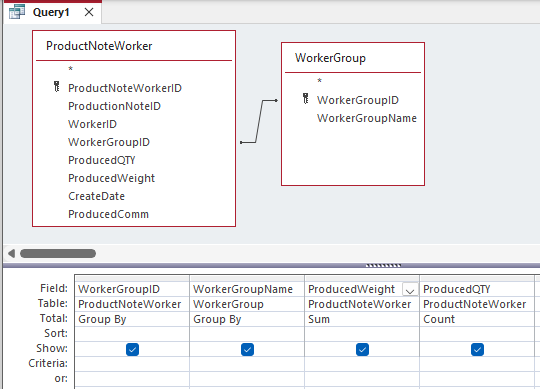 Query1
ProductNoteWorker
*
ProductNoteWorkerID
ProductionNoteID
WorkerID
WorkerGroupID
ProducedQTY
ProducedWeight
CreateDate
ProducedComm
WorkerGroup
*
WorkerGroupID
WorkerGroupName
Field: WorkerGroupID WorkerGroupName ProducedWeight ProducedQTY
Table: ProductNoteWorker WorkerGroup ProductNoteWorker ProductNoteWorker
Total: Group By Group By Sum Count
Sort:
Show:
Criteria:
or: